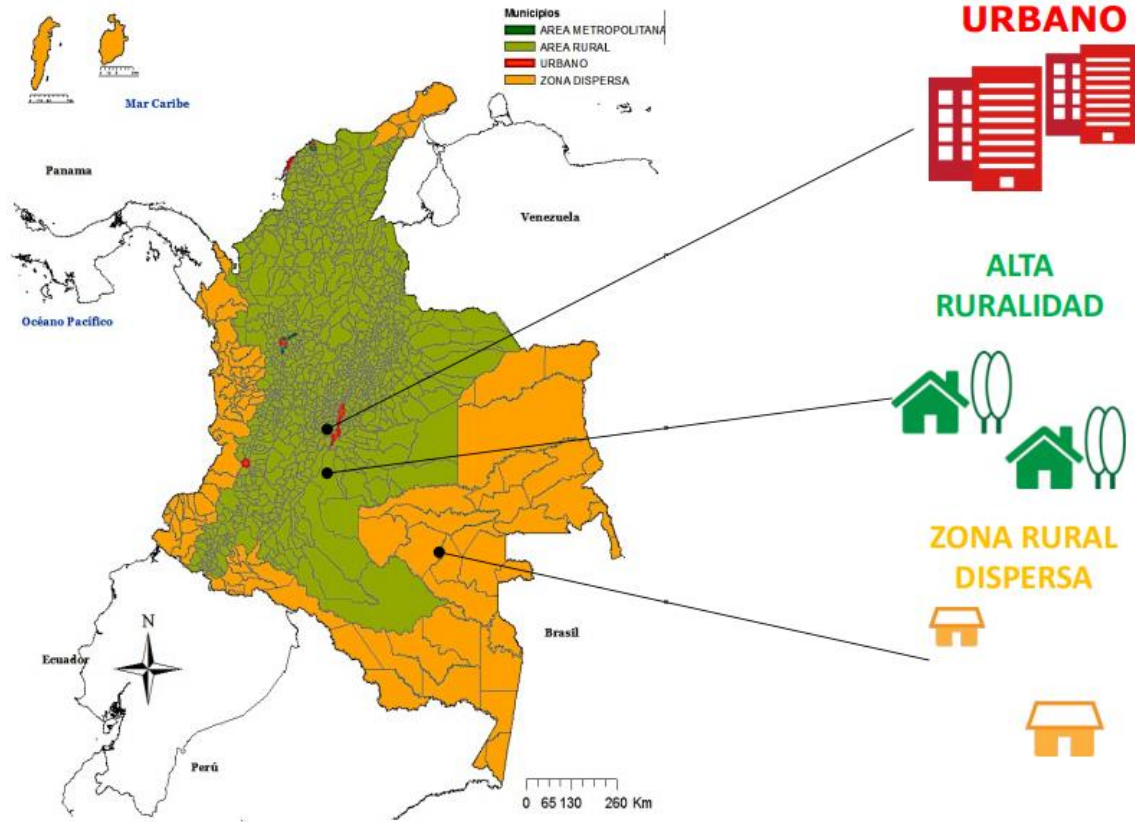 Municipios
AREA METROPOLITANA
AREA RURAL
URBANO
ZONA DISPERSA
URBANO
Mar Caribe
Panama
Venezuela
ALTA
RURALIDAD
Océano Pacífico
ZONA RURAL
DISPERSA
N
Brasil
Ecuador
Perú
0 65 130 260 Km